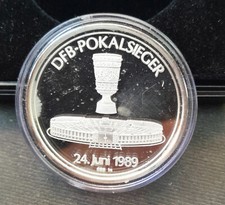 DFB-POKALSIEGER
24. Juni 1989